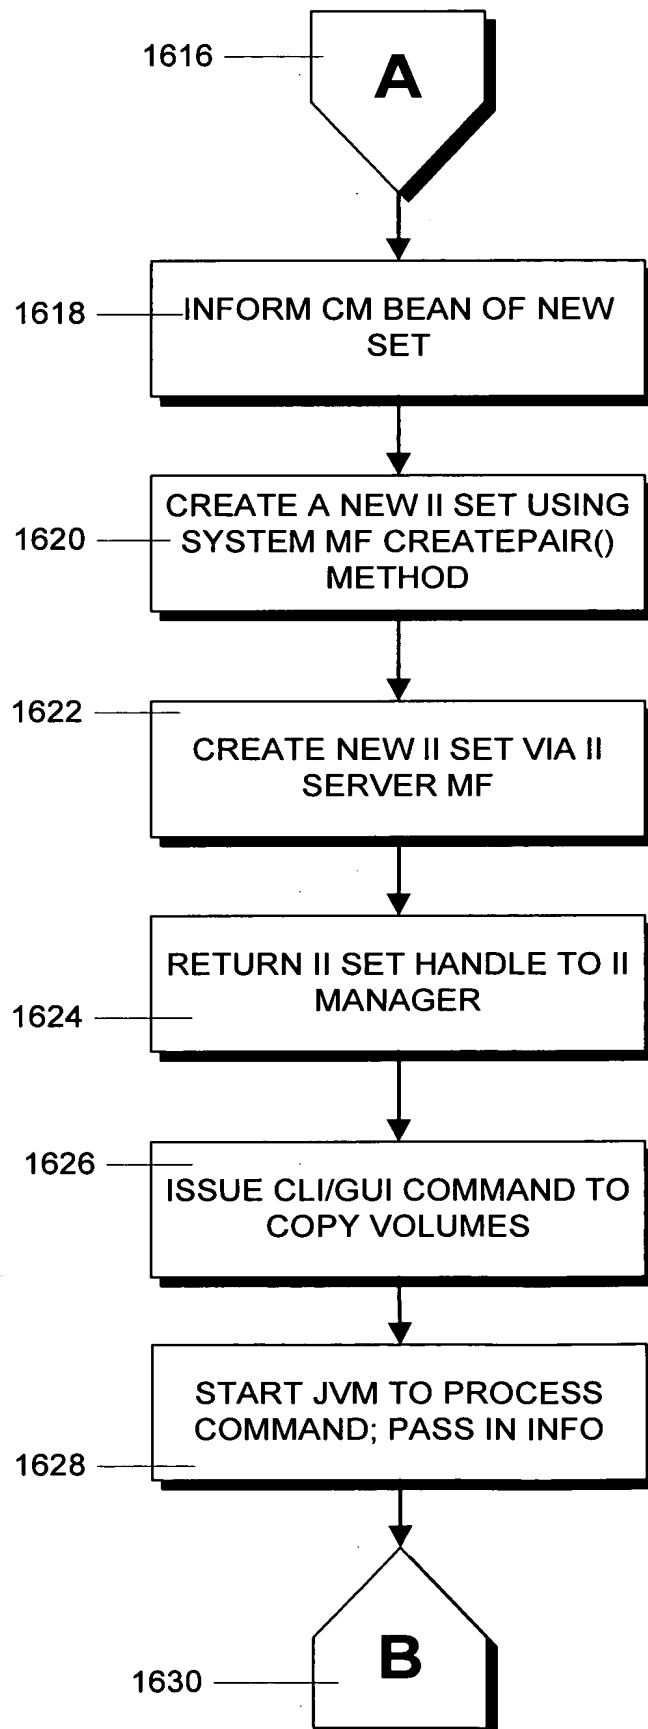 1616
A
1618
INFORM CM BEAN OF NEW
SET
CREATE A NEW II SET USING
1620
SYSTEM MF CREATEPAIR()
METHOD
1622
CREATE NEW II SET VIA II
SERVER MF
RETURN II SET HANDLE TO II
MANAGER
1624
1626
ISSUE CLI/GUI COMMAND TO
COPY VOLUMES
START JVM TO PROCESS
COMMAND; PASS IN INFO
1628
B
1630